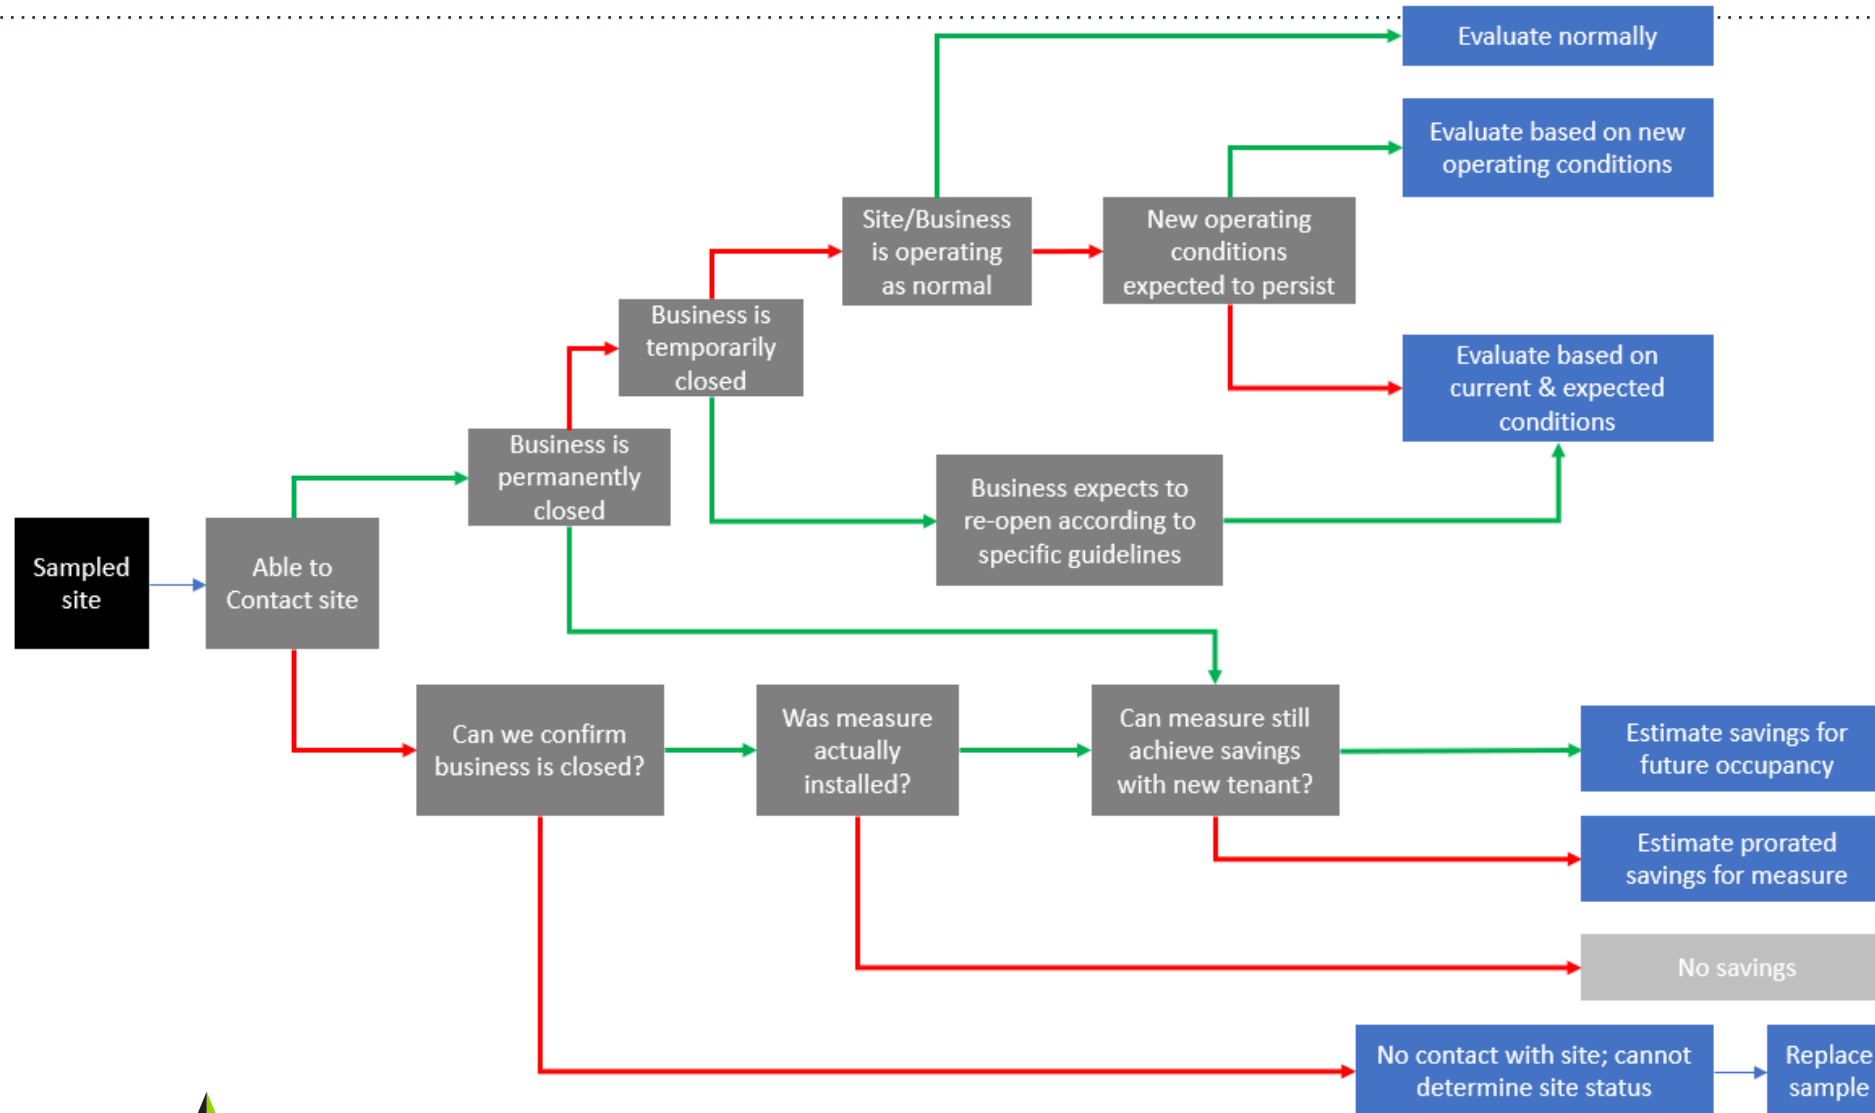 Evaluate normally
Evaluate based on new
operating conditions
Site/Business
is operating
as normal
New operating
conditions
expected to persist
Business is
temporarily
closed
Evaluate based on
current & expected
conditions
Business is
permanently
closed
Business expects to
re-open according to
specific guidelines
Sampled
site
Able to
Contact site
Can we confirm
business is closed?
Was measure
actually
installed?
Can measure still
achieve savings
with new tenant?
Estimate savings for
future occupancy
Estimate prorated
savings for measure
No savings
No contact with site; cannot
determine site status
Replace
sample